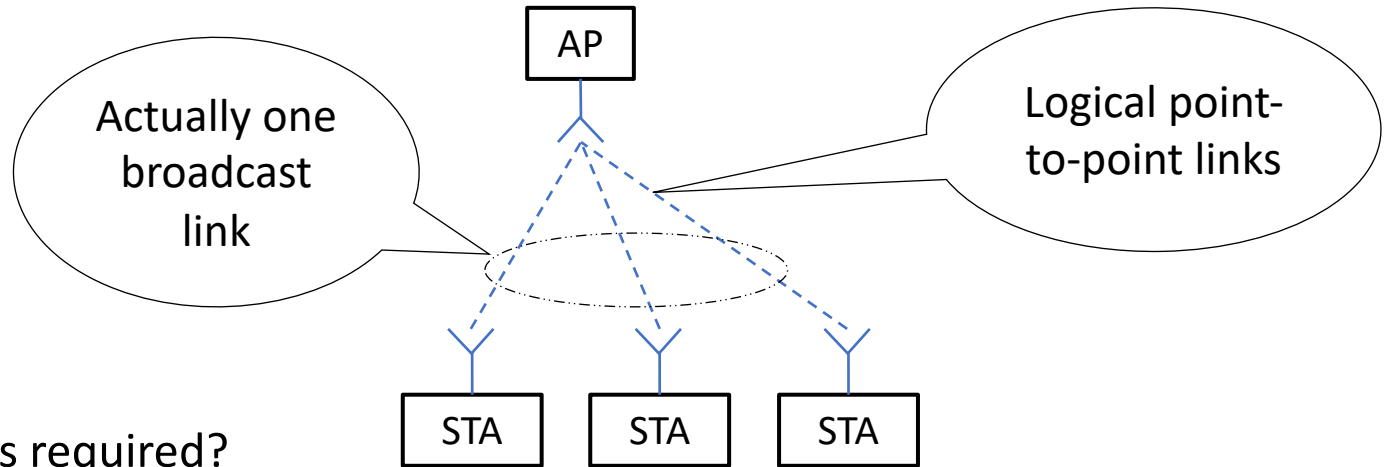 AP
Actually one
broadcast
link
Logical point-
to-point links
STA
STA
STA
s required?